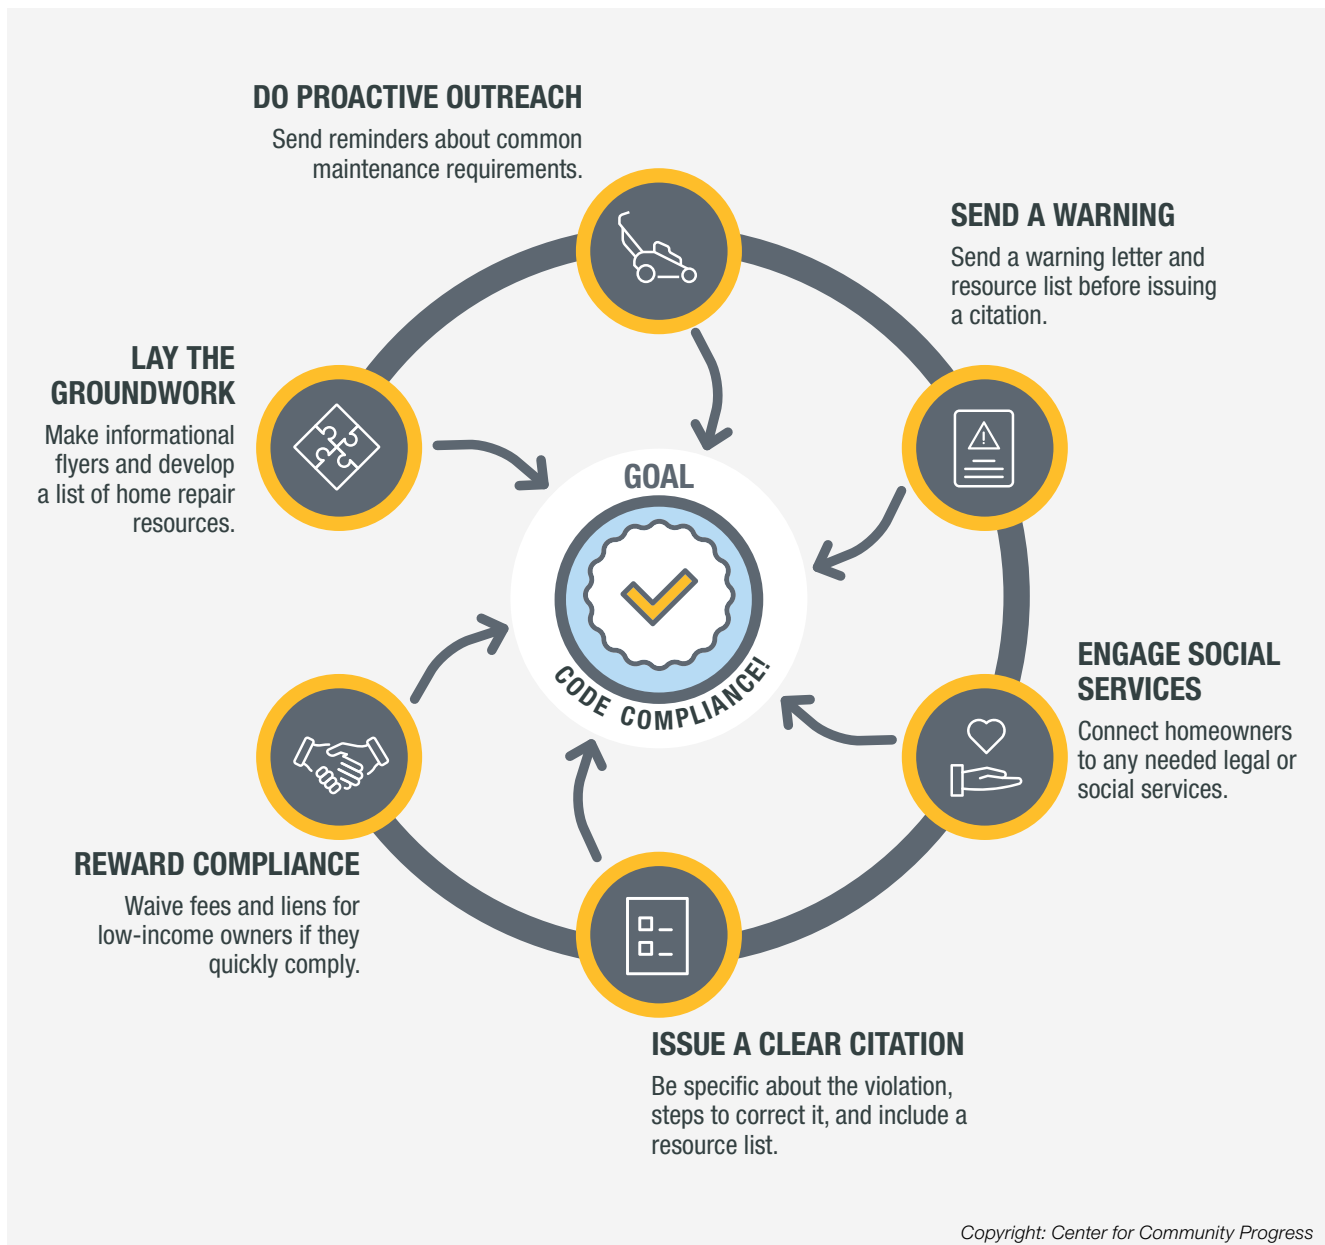 DO PROACTIVE OUTREACH
Send reminders about common
maintenance requirements.
SEND A WARNING
Send a warning letter and
resource list before issuing
a citation.
LAY THE
GROUNDWORK
Make informational
flyers and develop
a list of home repair
resources.
GOAL
CODE COMPLIANCE!
ENGAGE SOCIAL
SERVICES
Connect homeowners
to any needed legal or
social services.
REWARD COMPLIANCE
Waive fees and liens for
low-income owners if they
quickly comply.
ISSUE A CLEAR CITATION
Be specific about the violation,
steps to correct it, and include a
resource list.
Copyright: Center for Community Progress